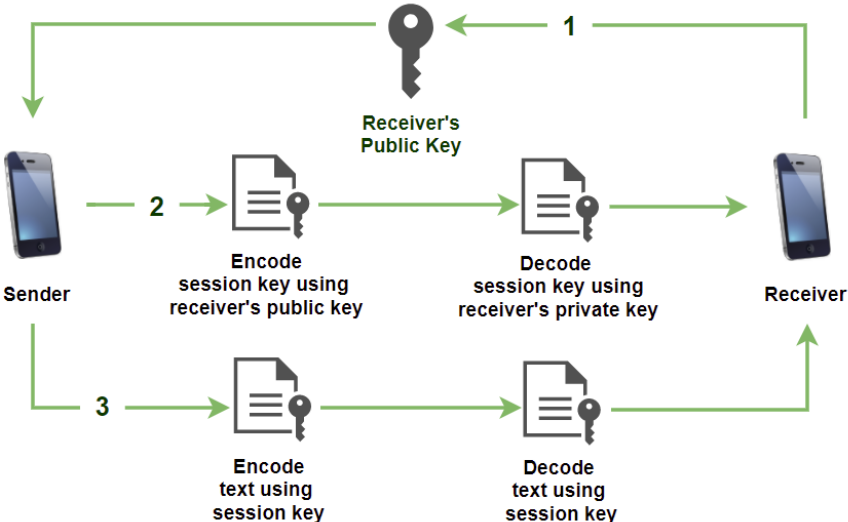 1
Receiver's
Public Key
2
Encode
session key using
receiver's public key
Decode
session key using
receiver's private key
Sender
Receiver
3
Encode
text using
session key
Decode
text using
session key